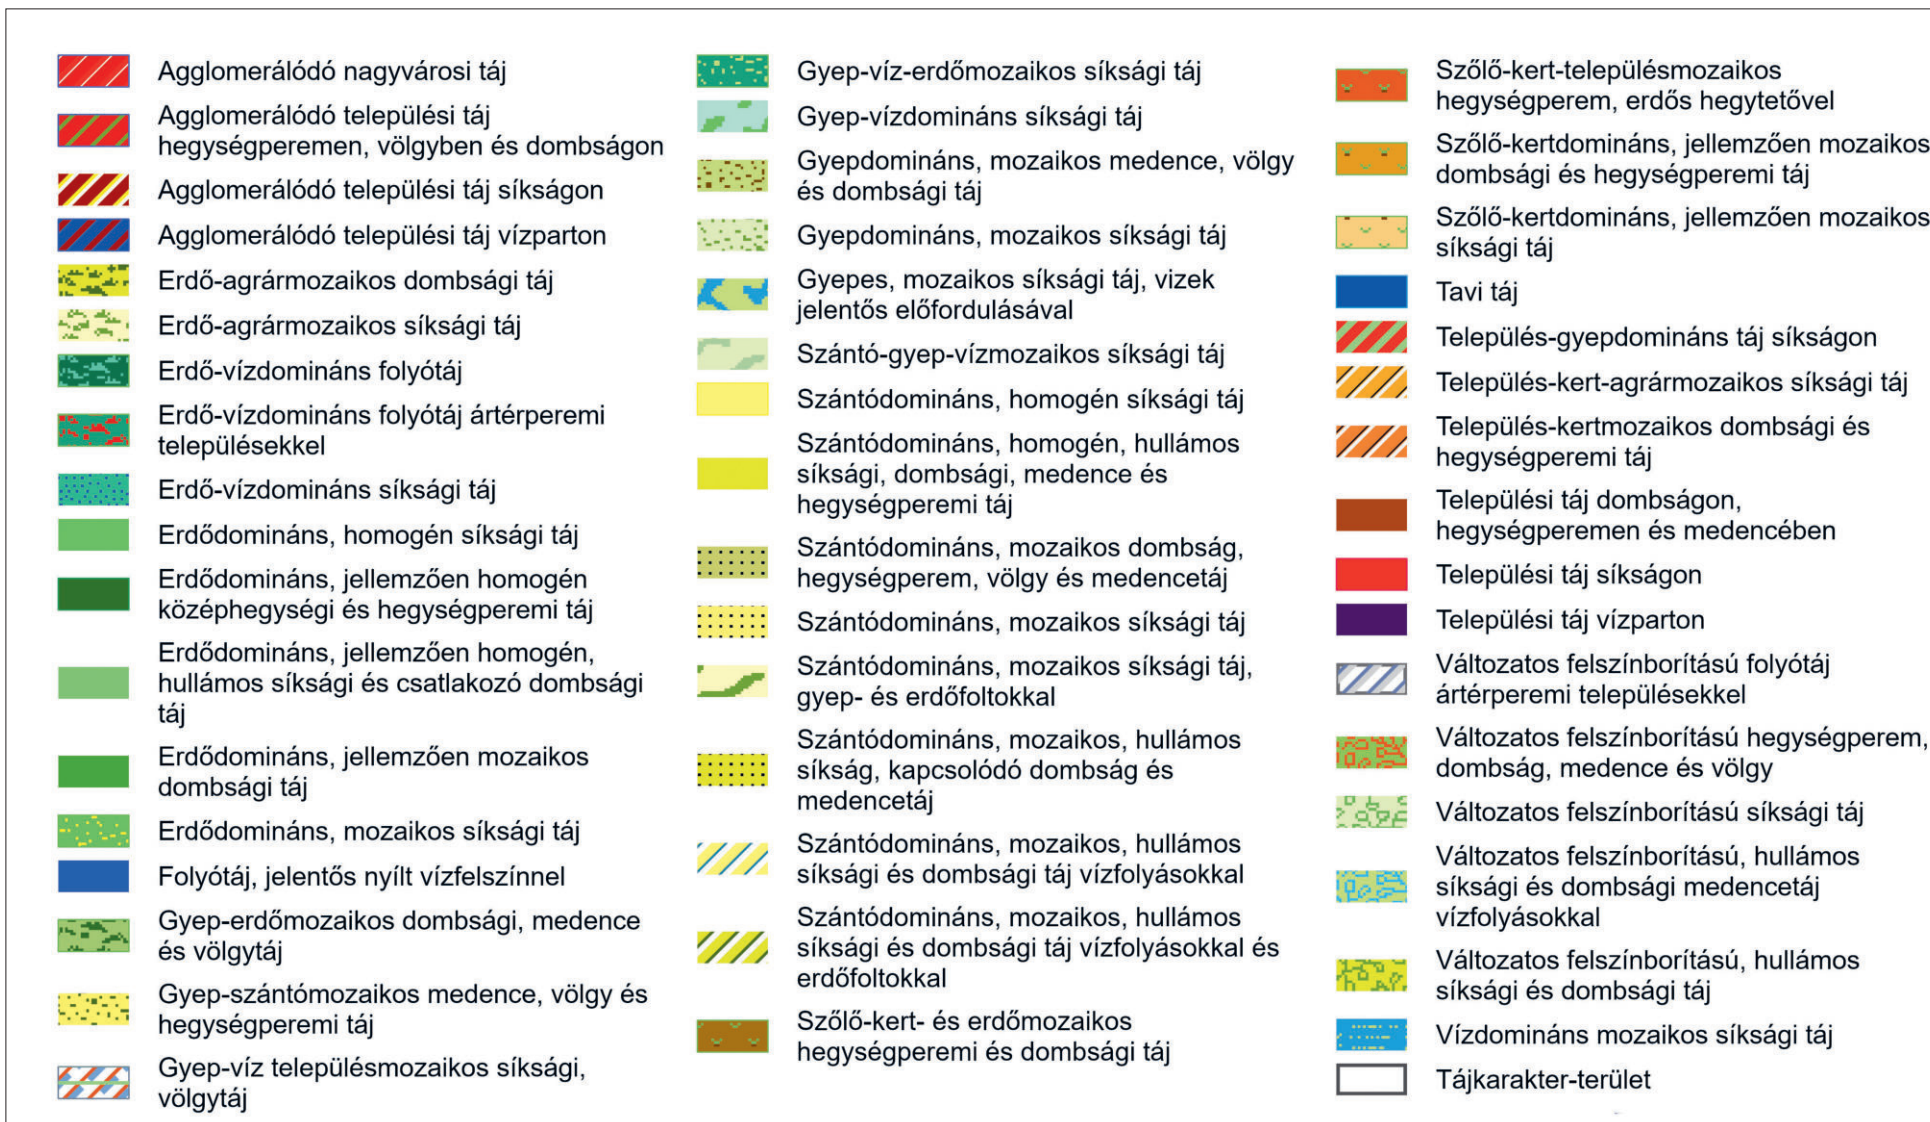 Agglomerálódó nagyvárosi táj
Agglomerálódó települési táj
hegységperemen, völgyben és dombságon
Agglomerálódó települési táj síkságon
Agglomerálódó települési táj vízparton
Erdő-agrármozaikos dombsági táj
Erdő-agrármozaikos síksági táj
Erdő-vízdomináns folyótáj
Erdő-vízdomináns folyótáj ártérperemi
településekkel
Erdő-vízdomináns síksági táj
Erdődomináns, homogén síksági táj
Erdődomináns, jellemzően homogén
középhegységi és hegységperemi táj
Erdődomináns, jellemzően homogén,
hullámos síksági és csatlakozó dombsági
táj
Erdődomináns, jellemzően mozaikos
dombsági táj
Erdődomináns, mozaikos síksági táj
Folyótáj, jelentős nyílt vízfelszínnel
Gyep-erdőmozaikos dombsági, medence
és völgytáj
Gyep-szántómozaikos medence, völgy és
hegységperemi táj
Gyep-víz településmozaikos síksági,
völgytáj
Gyep-víz-erdőmozaikos síksági táj
Gyep-vízdomináns síksági táj
Gyepdomináns, mozaikos medence, völgy
és dombsági táj
Gyepdomináns, mozaikos síksági táj
Gyepes, mozaikos síksági táj, vizek
jelentős előfordulásával
Szántó-gyep-vízmozaikos síksági táj
Szántódomináns, homogén síksági táj
Szántódomináns, homogén, hullámos
síksági, dombsági, medence és
hegységperemi táj
Szántódomináns, mozaikos dombság,
hegységperem, völgy és medencetáj
Szántódomináns, mozaikos síksági táj
Szántódomináns, mozaikos síksági táj,
gyep- és erdőfoltokkal
Szántódomináns, mozaikos, hullámos
síkság, kapcsolódó dombság és
medencetáj
Szántódomináns, mozaikos, hullámos
síksági és dombsági táj vízfolyásokkal
Szántódomináns, mozaikos, hullámos
síksági és dombsági táj vízfolyásokkal és
erdőfoltokkal
Szőlő-kert- és erdőmozaikos
hegységperemi és dombsági táj
Szőlő-kert-településmozaikos
hegységperem, erdős hegytetővel
Szőlő-kertdomináns, jellemzően mozaikos
dombsági és hegységperemi táj
Szőlő-kertdomináns, jellemzően mozaikos
síksági táj
Tavi táj
Település-gyepdomináns táj síkságon
Település-kert-agrármozaikos síksági táj
Település-kertmozaikos dombsági és
hegységperemi táj
Települési táj dombságon,
hegységperemen és medencében
Települési táj síkságon
Települési táj vízparton
Változatos felszínborítású folyótáj
ártérperemi településekkel
Változatos felszínborítású hegységperem,
dombság, medence és völgy
Változatos felszínborítású síksági táj
Változatos felszínborítású, hullámos
síksági és dombsági medencetáj
vízfolyásokkal
Változatos felszínborítású, hullámos
síksági és dombsági táj
Vízdomináns mozaikos síksági táj
Tájkarakter-terület